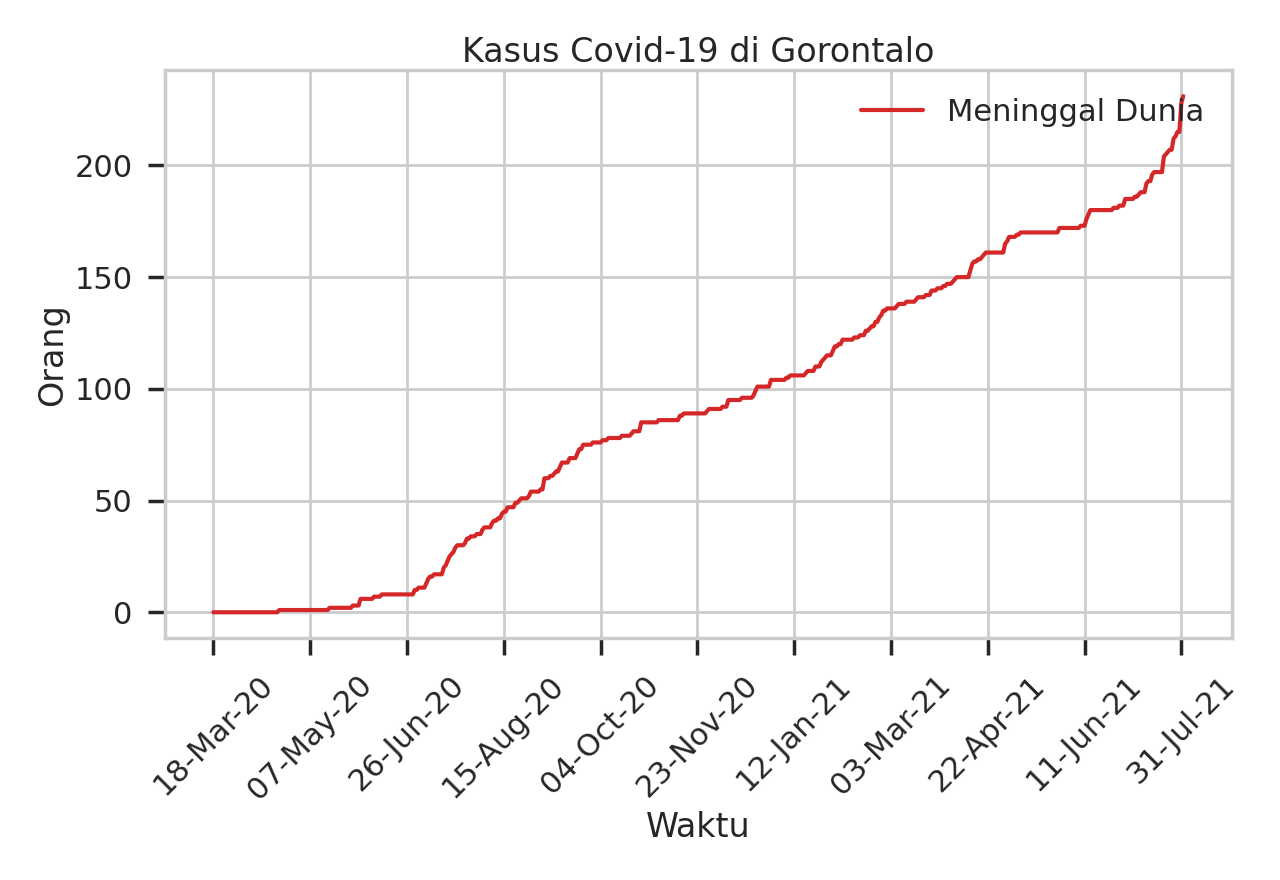 Kasus Covid-19 di Gorontalo
Meninggal Dunia
Orang
200
150
100
50
0
18-Mar-20
07-May-20
26-Jun-20
15-Aug-20
04-Oct-20
23-Nov-20
12-Jan-21
03-Mar-21
22-Apr-21
11-Jun-21
31-Jul-21
Waktu